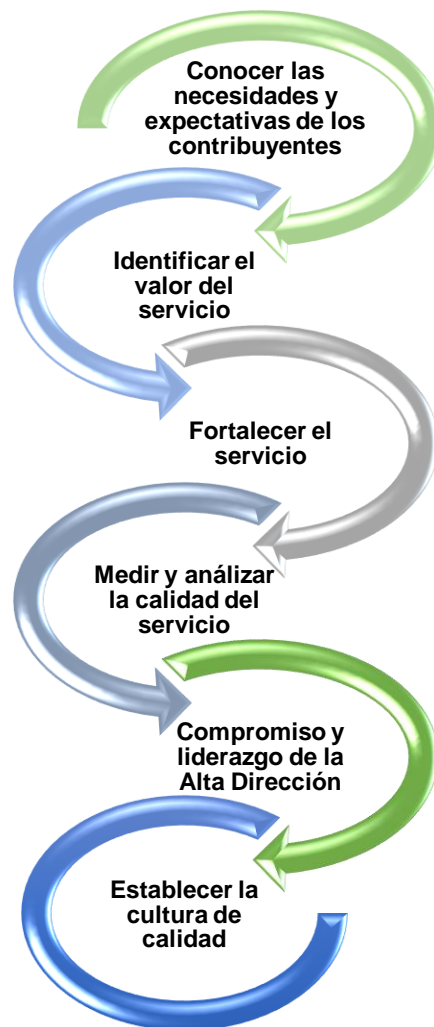 Conocer las
necesidades y
expectativas de los
contribuyentes
Identificar el
valor del
servicio
Fortalecer el
servicio
Medir y análizar
la calidad del
servicio
Compromiso y
liderazgo de la
Alta Dirección
Establecer la
cultura de
calidad